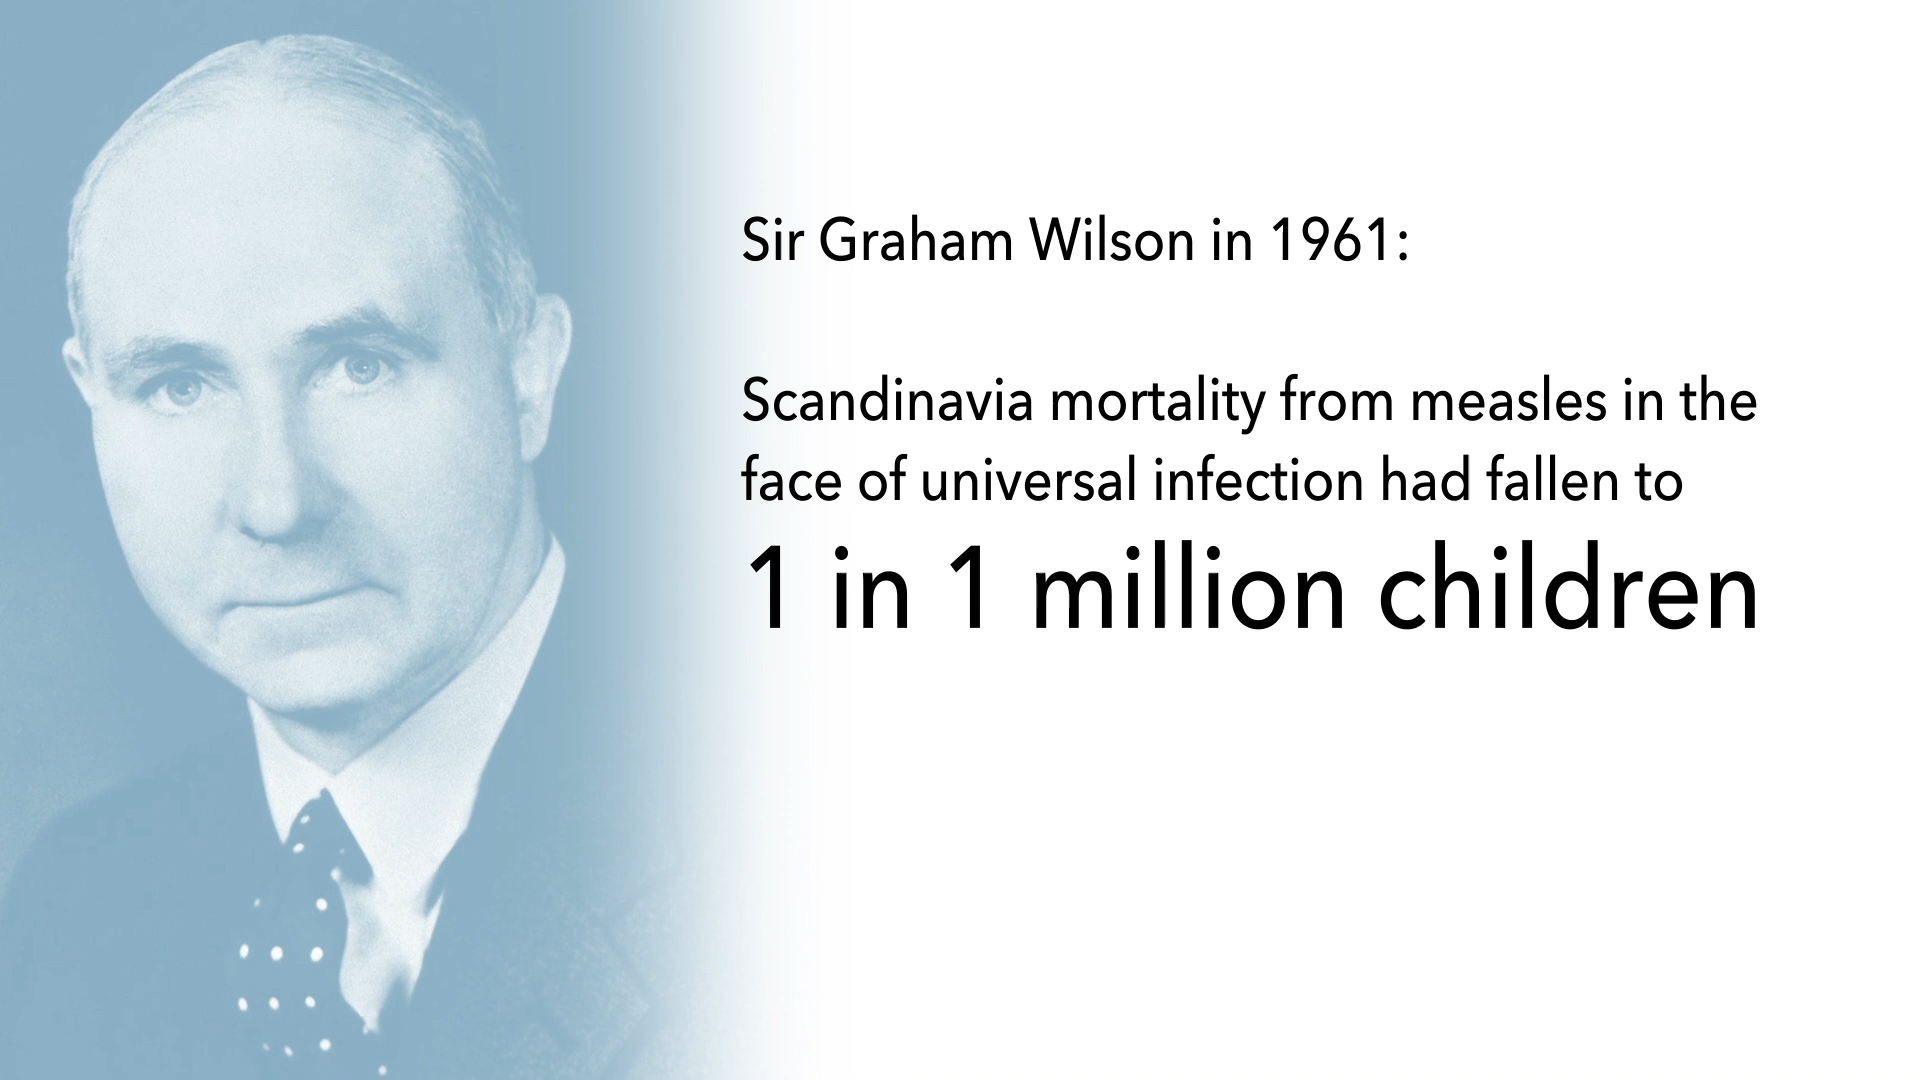 Sir Graham Wilson in 1961:
Scandinavia mortality from measles in the
face of universal infection had fallen to
1 in 1 million children